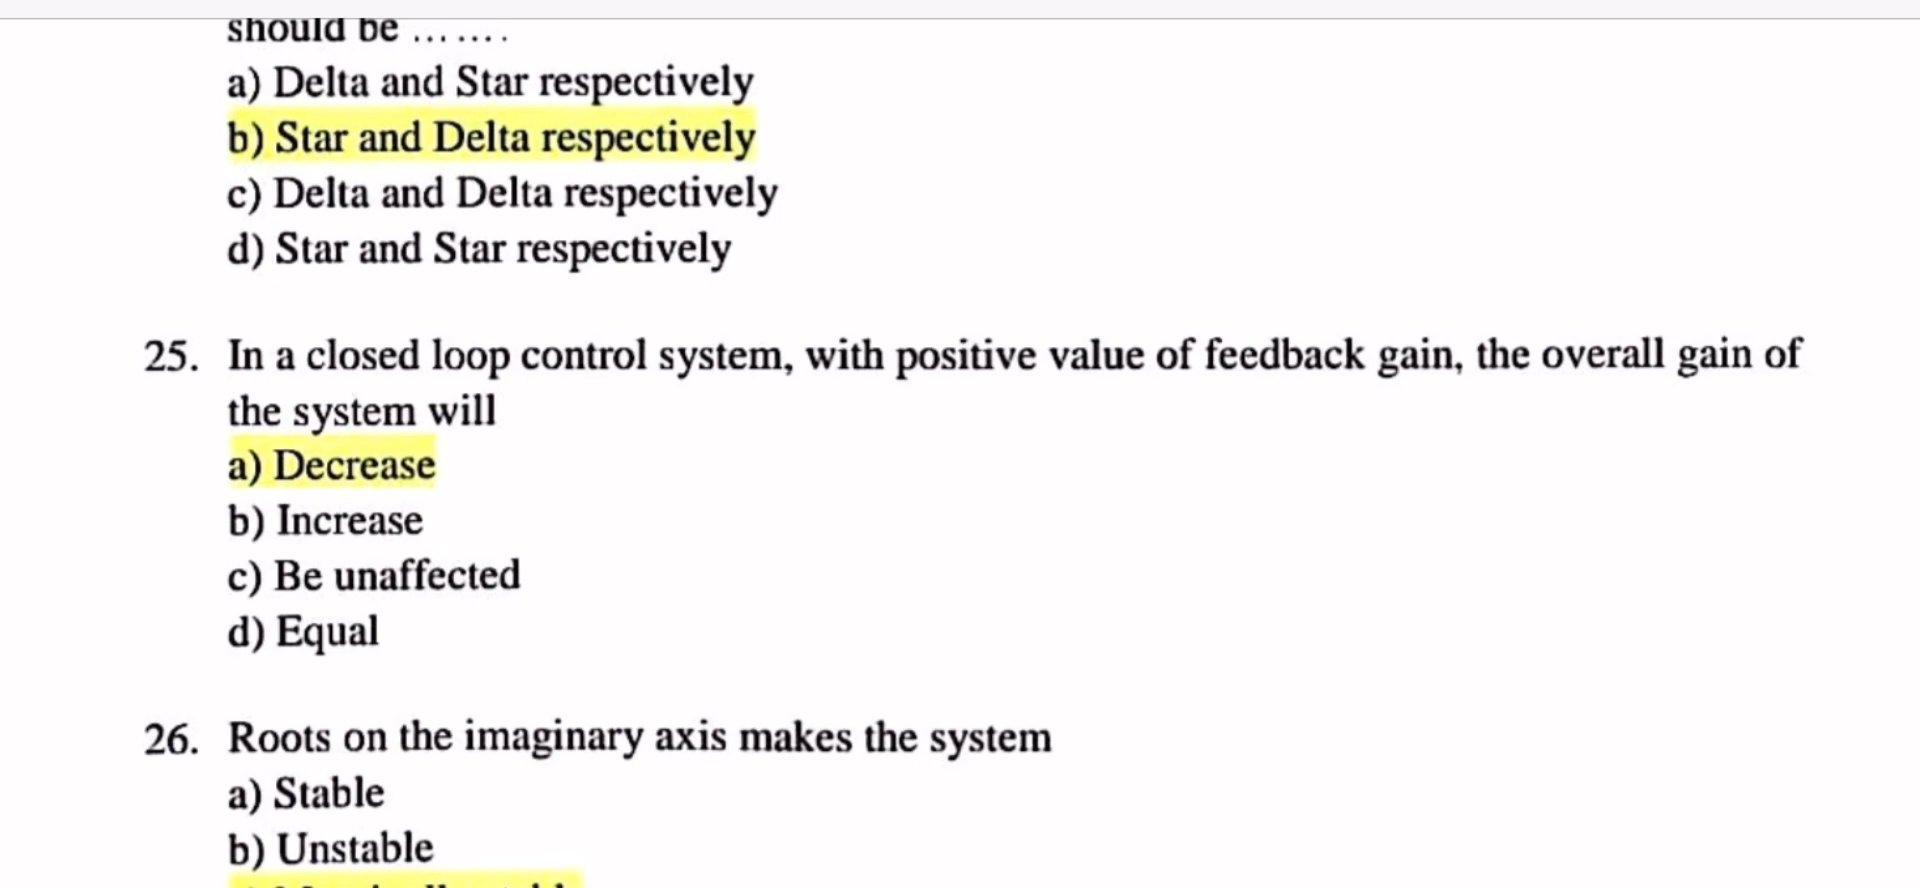 should be .......
a) Delta and Star respectively
b) Star and Delta respectively
c) Delta and Delta respectively
d) Star and Star respectively
25. In a closed loop control system, with positive value of feedback gain, the overall gain of
the system will
a) Decrease
b) Increase
c) Be unaffected
d) Equal
26. Roots on the imaginary axis makes the system
a) Stable
b) Unstable